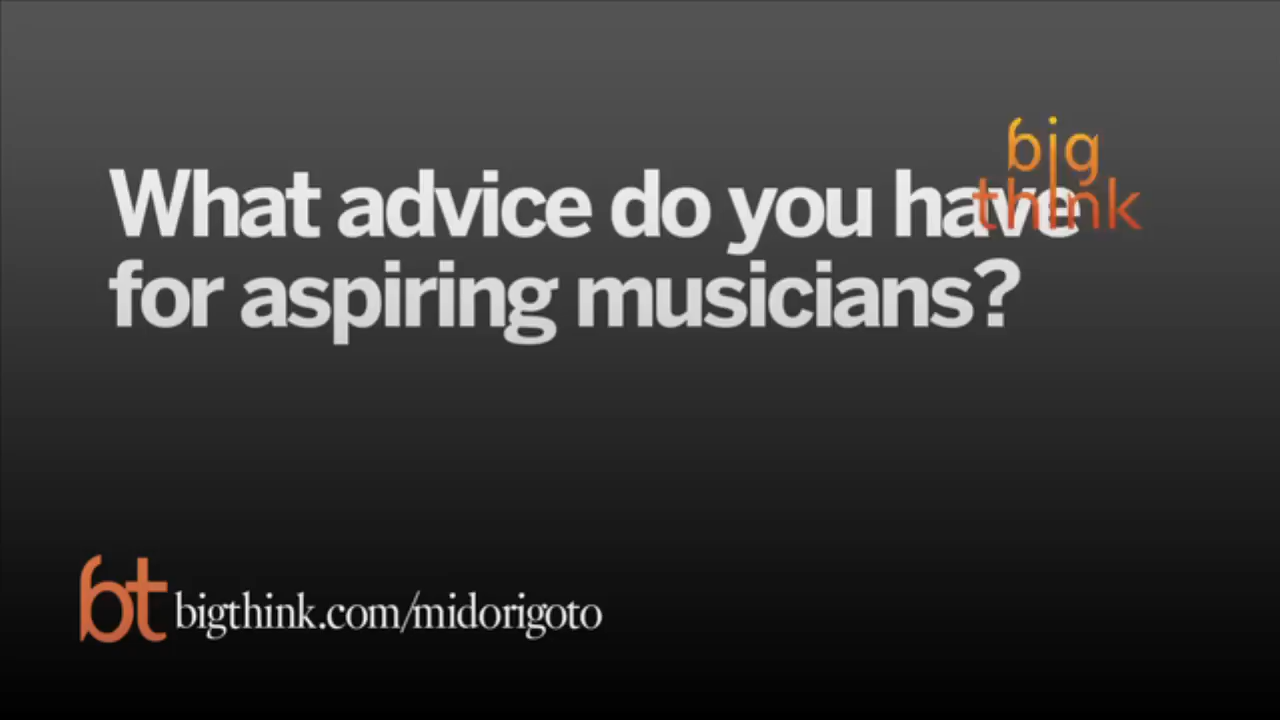 big
think
What advice do you have
for aspiring musicians?
bt bigthink.com/midorigoto